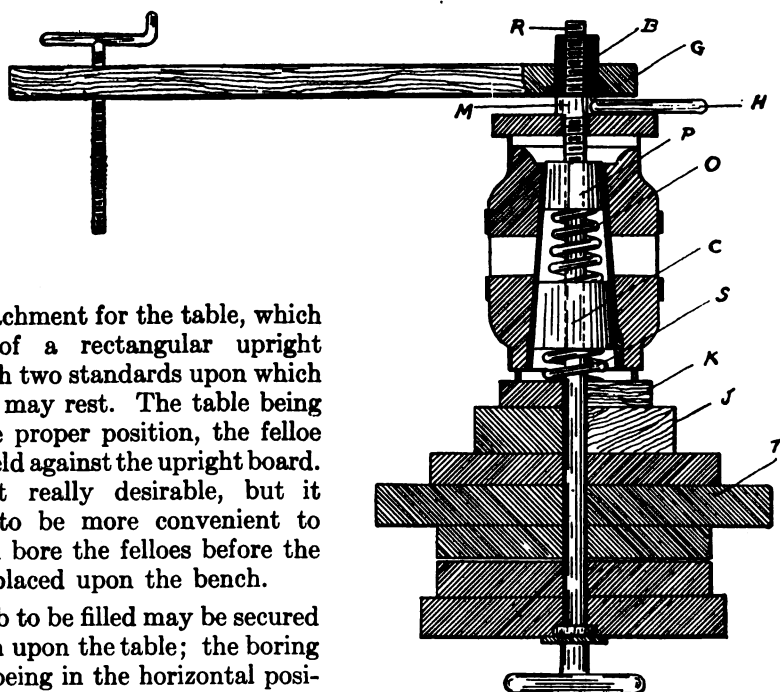 R
B
G
M
H
P
O
C
S
K
J
7
achment for the table, which
of a rectangular upright
h two standards upon which
may rest. The table being
e proper position, the felloe
eld against the upright board.
t really desirable, but it
to be more convenient to
bore the felloes before the
placed upon the bench.
b to be filled may be secured
upon the table; the boring
being in the horizontal posi-